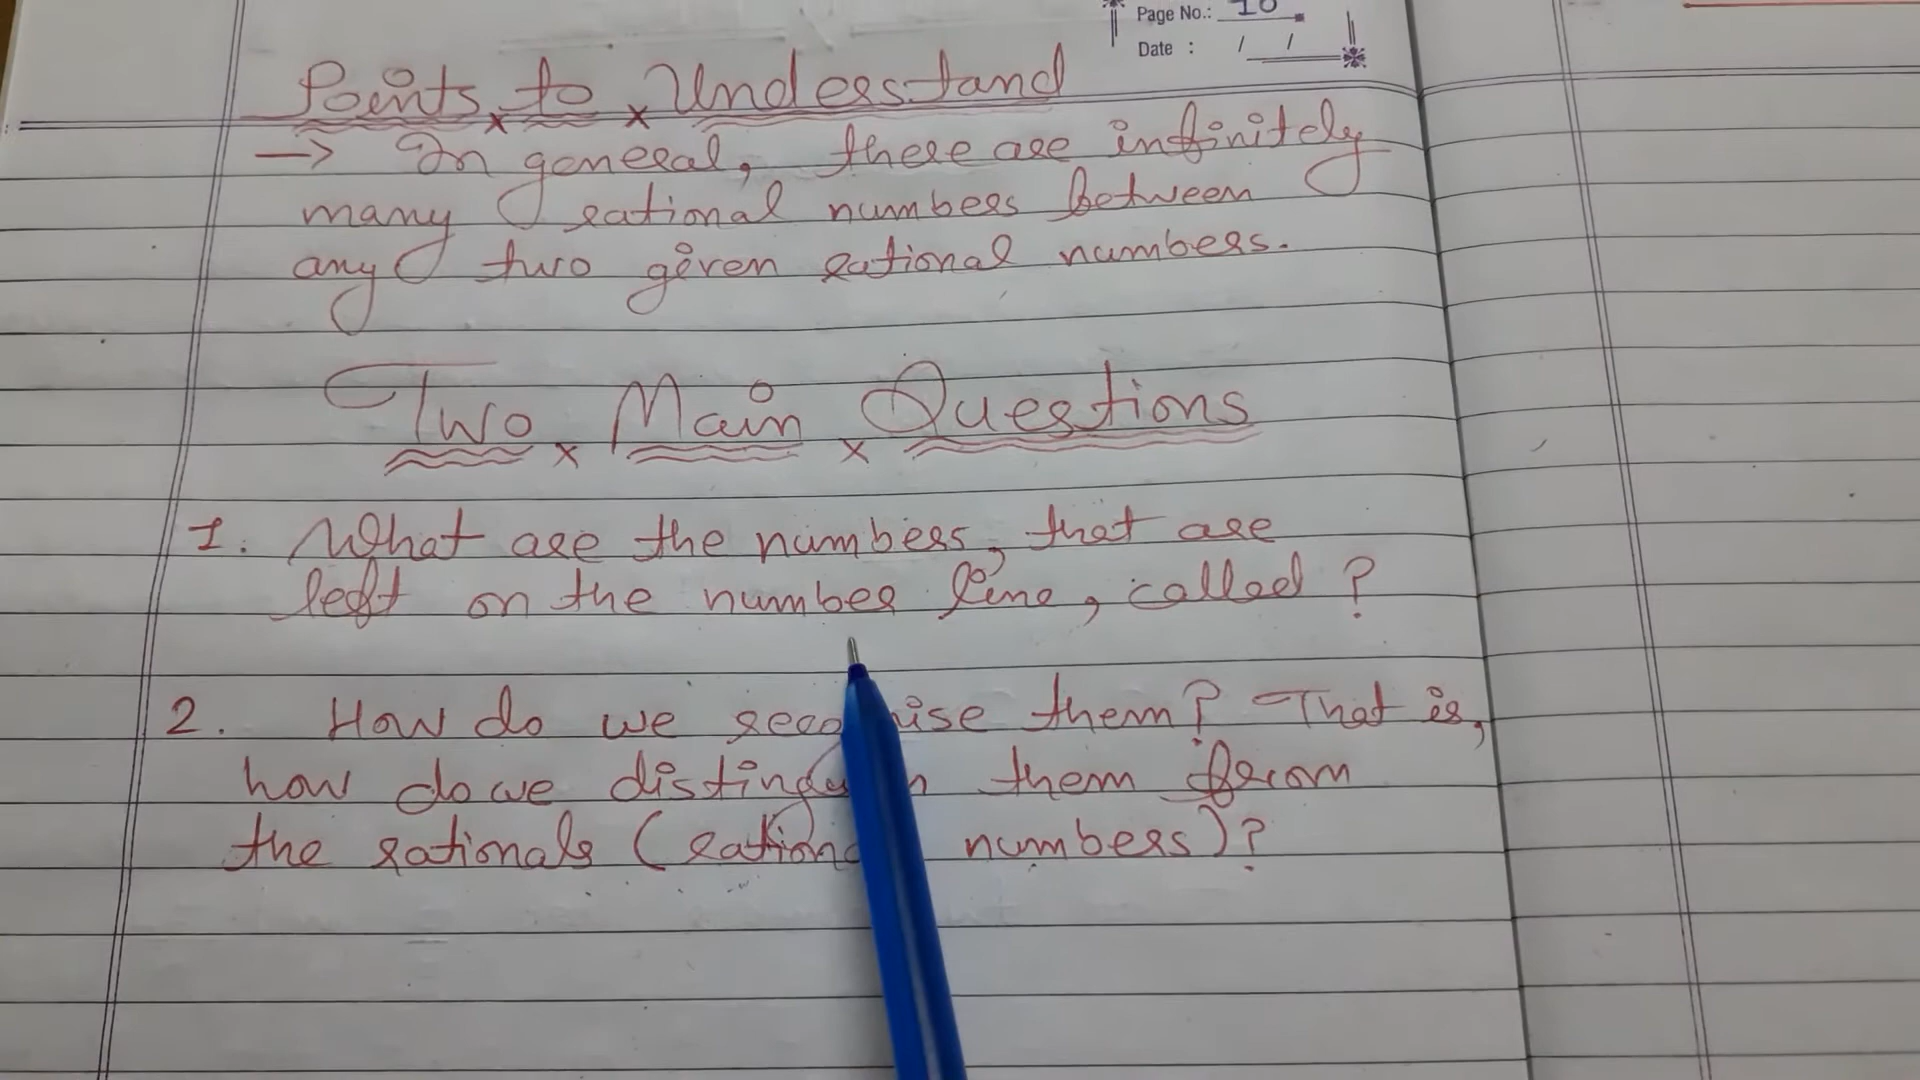 Page No.: 10
Date : / /
Points to Understand
→ In general, there are infinitely
many rational numbers between
any two given rational numbers.
Two Main Questions
1. What are the numbers, that are
left on the number line, called ?
2. How do we them? That is,
how do we them from
the rationals ( numbers)?